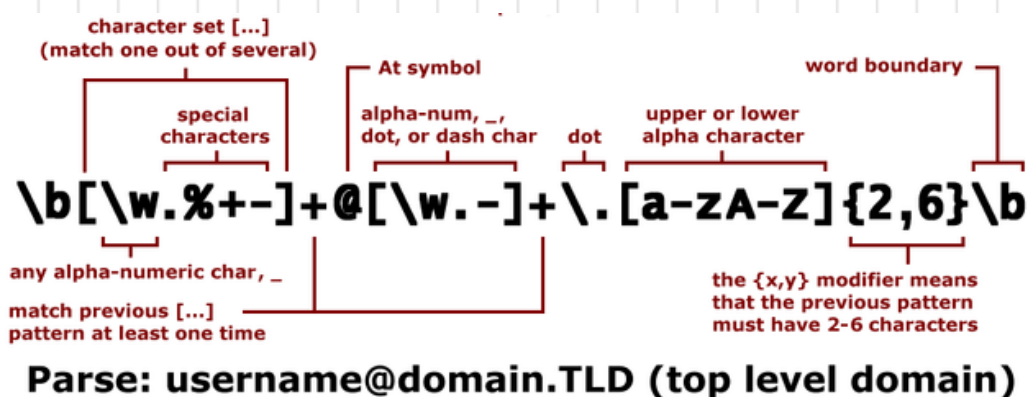 character set [...]
(match one out of several)
At symbol
word boundary
special
characters
alpha-num, _,
dot, or dash char
dot
upper or lower
alpha character
\b[\w.%+-]+@[\w.-]+\.[a-zA-Z]{2,6}\b
any alpha-numeric char, _
match previous [...]
pattern at least one time
the {x,y} modifier means
that the previous pattern
must have 2-6 characters
Parse: username@domain.TLD (top level domain)